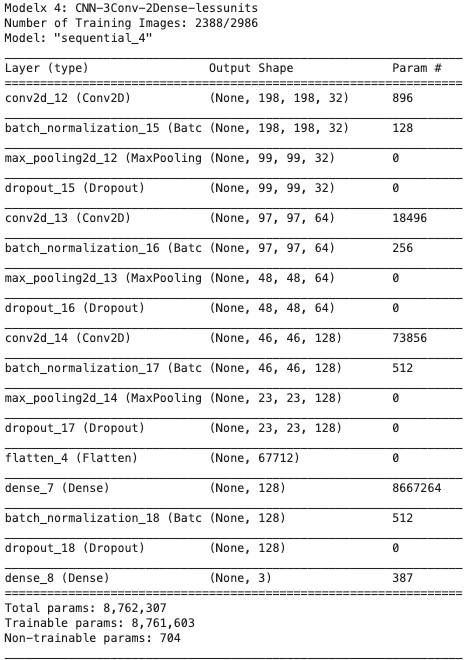 Modelx 4: CNN-3Conv-2Dense-lessunits
Number of Training Images: 2388/2986
Model: "sequential_4"
Layer (type) Output Shape Param #
conv2d_12 (Conv2D) (None, 198, 198, 32) 896
batch_normalization_15 (Batc (None, 198, 198, 32) 128
max_pooling2d_12 (MaxPooling (None, 99, 99, 32) 0
dropout_15 (Dropout) (None, 99, 99, 32) 0
conv2d_13 (Conv2D) (None, 97, 97, 64) 18496
batch_normalization_16 (Batc (None, 97, 97, 64) 256
max_pooling2d_13 (MaxPooling (None, 48, 48, 64) 0
dropout_16 (Dropout) (None, 48, 48, 64) 0
conv2d_14 (Conv2D) (None, 46, 46, 128) 73856
batch_normalization_17 (Batc (None, 46, 46, 128) 512
max_pooling2d_14 (MaxPooling (None, 23, 23, 128) 0
dropout_17 (Dropout) (None, 23, 23, 128) 0
flatten_4 (Flatten) (None, 67712) 0
dense_7 (Dense) (None, 128) 8667264
batch_normalization_18 (Batc (None, 128) 512
dropout_18 (Dropout) (None, 128) 0
dense_8 (Dense) (None, 3) 387
Total params: 8,762,307
Trainable params: 8,761,603
Non-trainable params: 704